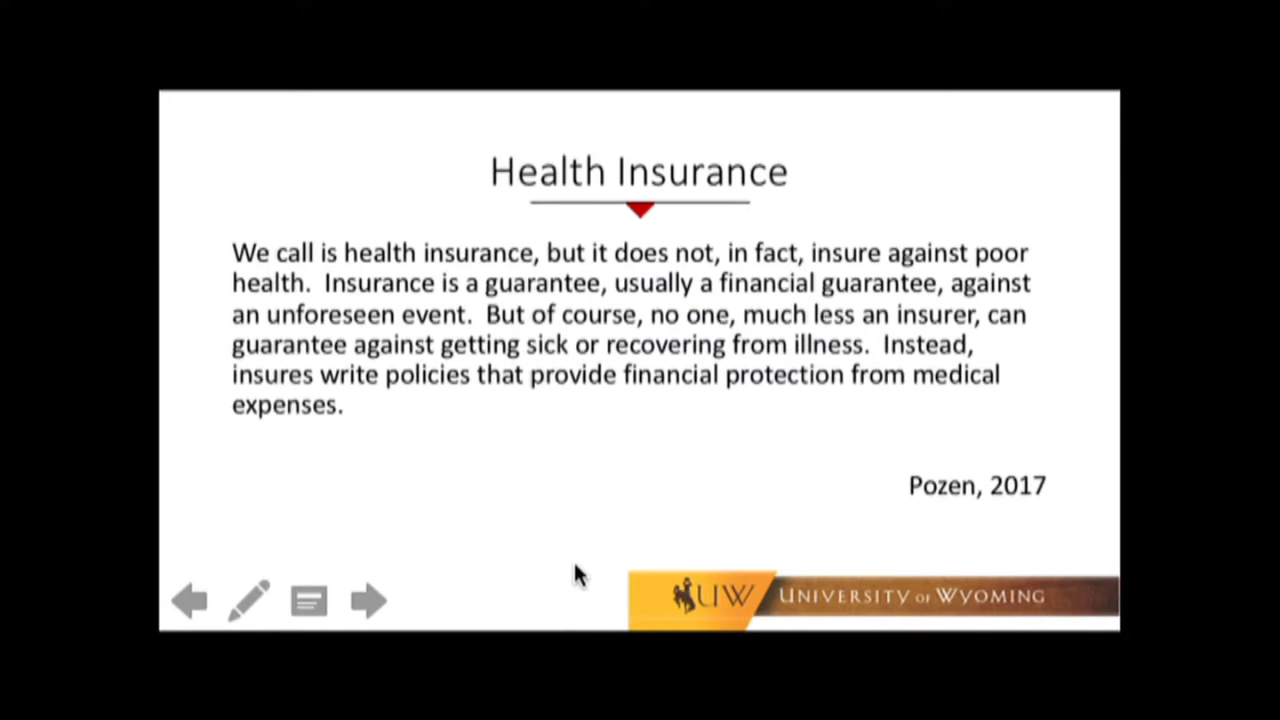 Health Insurance
We call is health insurance, but it does not, in fact, insure against poor
health.  Insurance is a guarantee, usually a financial guarantee, against
an unforeseen event.  But of course, no one, much less an insurer, can
guarantee against getting sick or recovering from illness.  Instead,
insures write policies that provide financial protection from medical
expenses.
Pozen, 2017
UW UNIVERSITY OF WYOMING